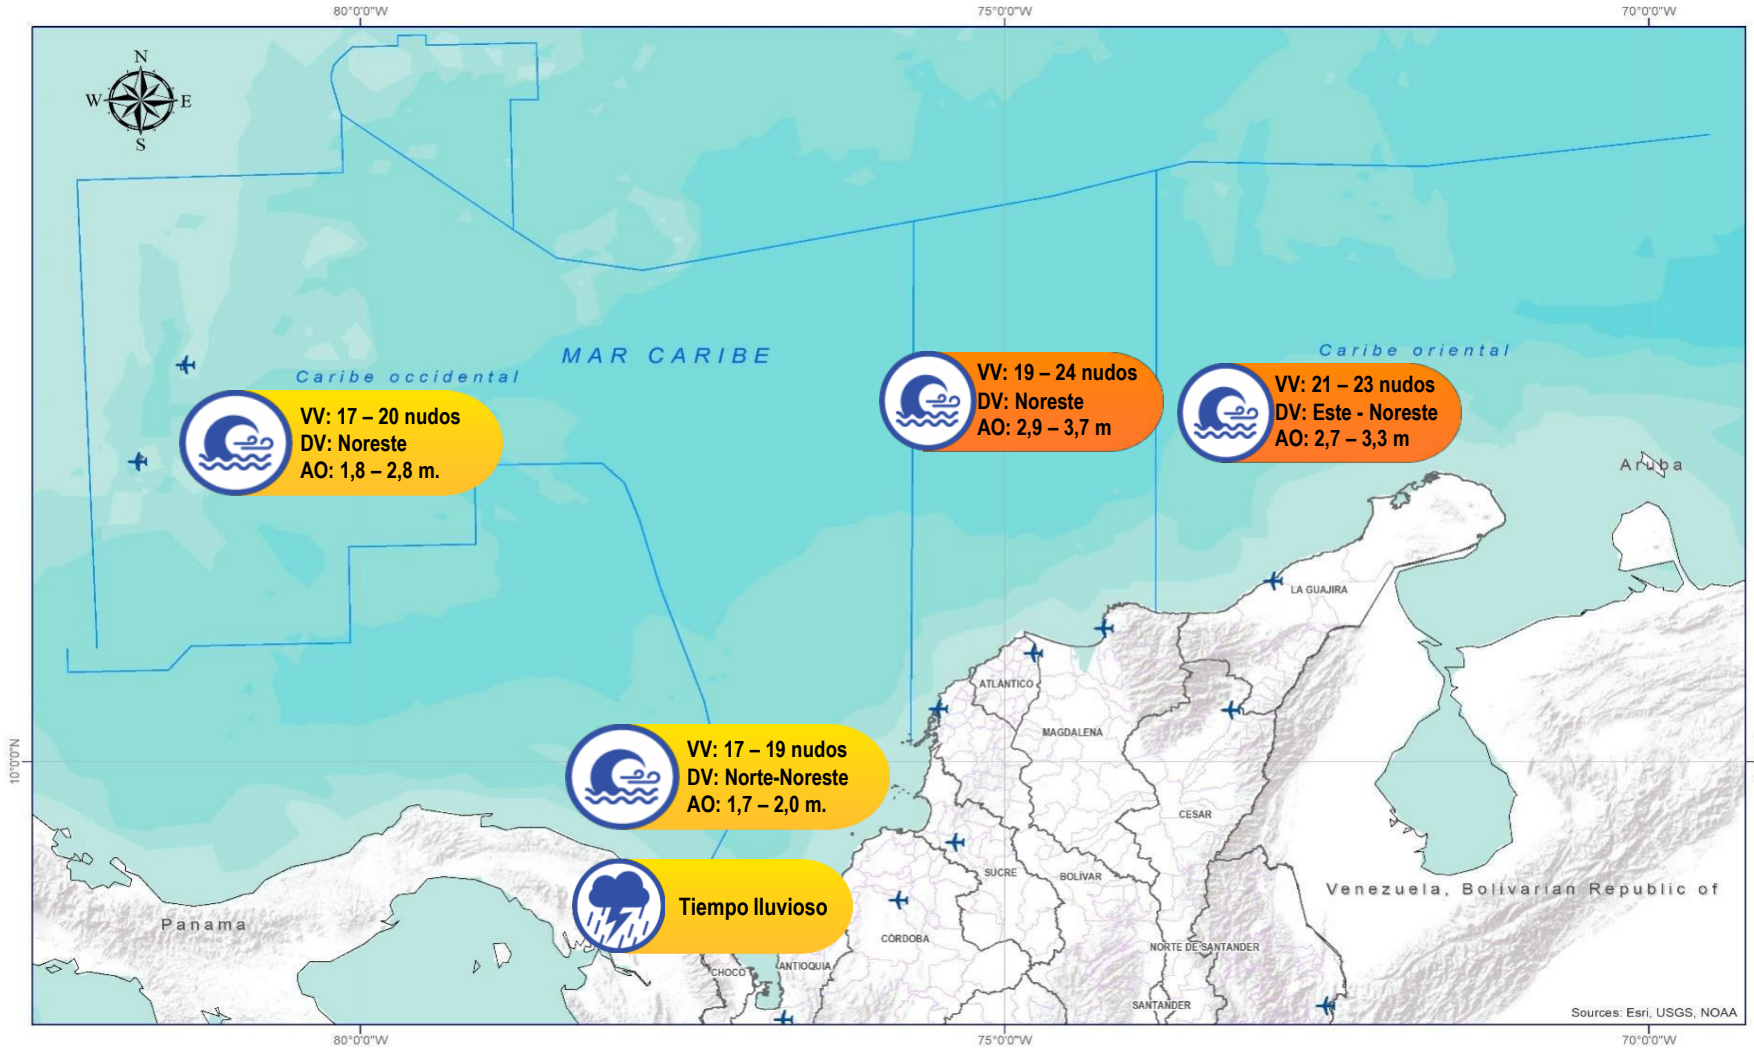 80°0'0"W
75°0'0"W
70°0'0"W
N
W
E
S
MAR CARIBE
Caribe occidental
Caribe oriental
VV: 17 – 20 nudos
DV: Noreste
AO: 1,8 – 2,8 m.
VV: 19 – 24 nudos
DV: Noreste
AO: 2,9 – 3,7 m
VV: 21 – 23 nudos
DV: Este - Noreste
AO: 2,7 – 3,3 m
Aruba
LA GUAJIRA
ATLÁNTICO
MAGDALENA
10°0'0"N
VV: 17 – 19 nudos
DV: Norte-Noreste
AO: 1,7 – 2,0 m.
CESAR
SUCRE
BOLÍVAR
Venezuela, Bolivarian Republic of
Tiempo lluvioso
Panama
CÓRDOBA
NORTE DE SANTANDER
CHOCÓ
ANTIOQUIA
SANTANDER
Sources: Esri, USGS, NOAA
80°0'0"W
75°0'0"W
70°0'0"W